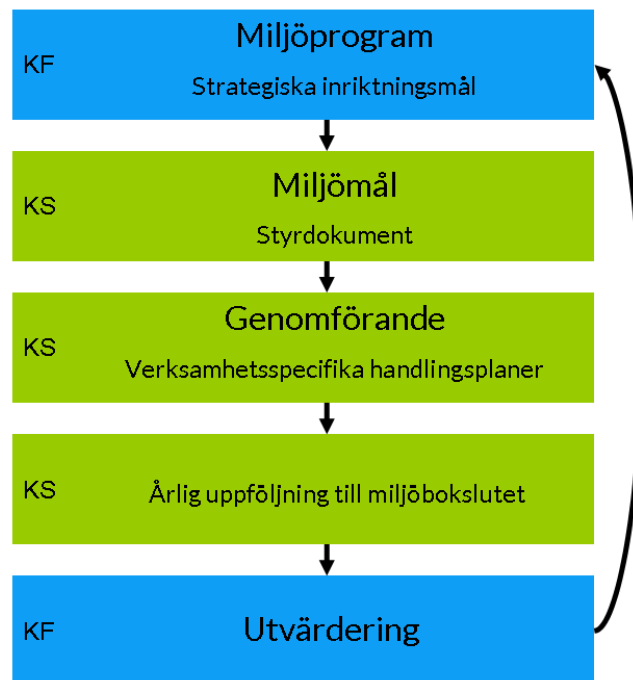 Miljöprogram
KF
Strategiska inriktningsmål
Miljömål
KS
Styrdokument
Genomförande
KS
Verksamhetsspecifika handlingsplaner
KS
Årlig uppföljning till miljöbokslutet
KF
Utvärdering